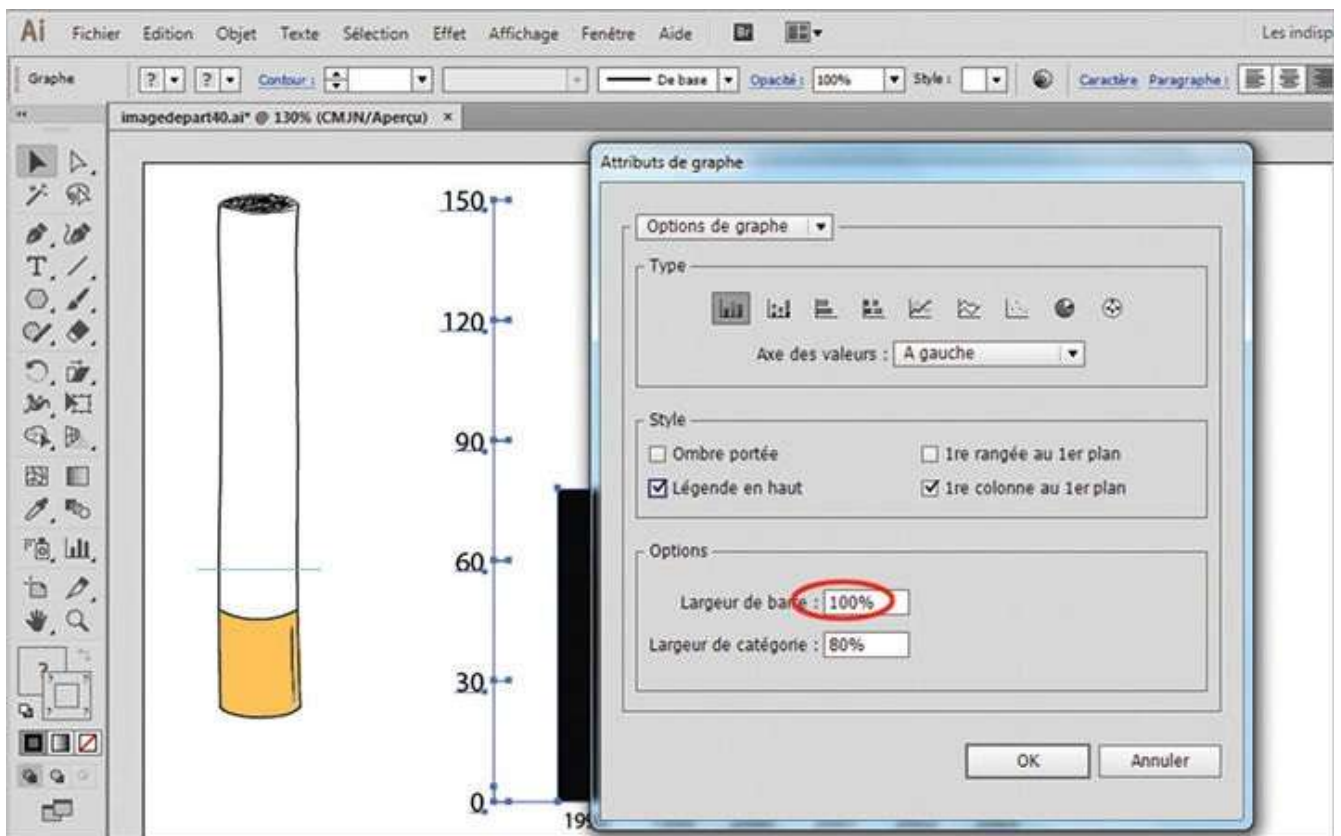 Ai Fichier Edition Objet Texte Sélection Effet Affichage Fenêtre Aide Br Les indisp
Graphe ? ? Contour : De base Opacité : 100% Style : Caractère Paragraphe :
imagedepart40.ai* @ 130% (CMJN/Aperçu) ×
Attributs de graphe
150
Options de graphe
Type
120
Axe des valeurs : A gauche
Style
90
Ombre portée 1re rangée au 1er plan
Légende en haut 1re colonne au 1er plan
Options
60
Largeur de barre : 100%
Largeur de catégorie : 80%
30
OK Annuler
0